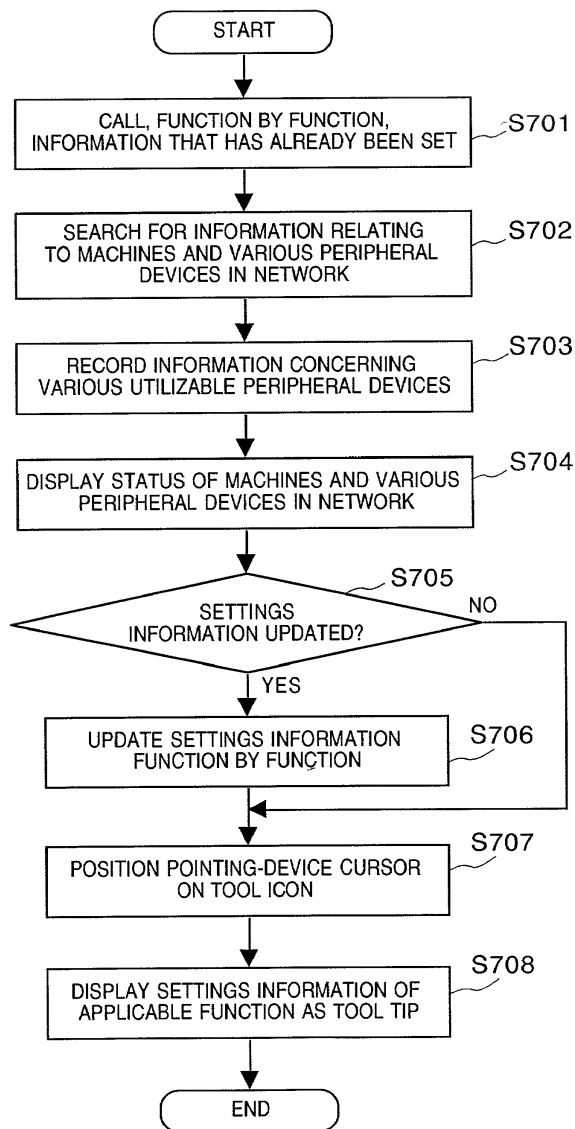 START
CALL, FUNCTION BY FUNCTION,
INFORMATION THAT HAS ALREADY BEEN SET
S701
SEARCH FOR INFORMATION RELATING
TO MACHINES AND VARIOUS PERIPHERAL
DEVICES IN NETWORK
S702
RECORD INFORMATION CONCERNING
VARIOUS UTILIZABLE PERIPHERAL DEVICES
S703
DISPLAY STATUS OF MACHINES AND VARIOUS
PERIPHERAL DEVICES IN NETWORK
S704
S705
SETTINGS
INFORMATION UPDATED?
NO
YES
UPDATE SETTINGS INFORMATION
FUNCTION BY FUNCTION
S706
POSITION POINTING-DEVICE CURSOR
ON TOOL ICON
S707
DISPLAY SETTINGS INFORMATION OF
APPLICABLE FUNCTION AS TOOL TIP
S708
END